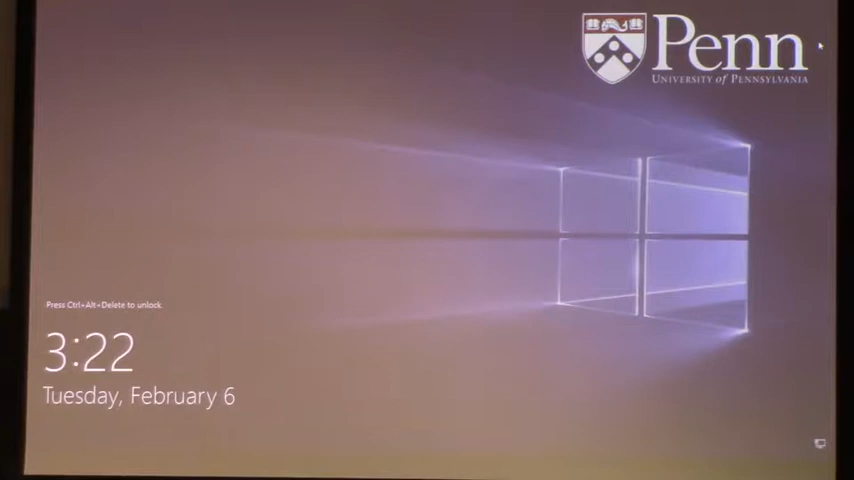 Penn
UNIVERSITY of PENNSYLVANIA
Press Ctrl+Alt+Delete to unlock.
3:22
Tuesday, February 6